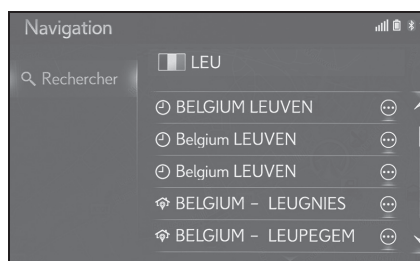 Navigation
Rechercher
LEU
BELGIUM LEUVEN
Belgium LEUVEN
Belgium LEUVEN
BELGIUM – LEUGNIES
BELGIUM – LEUPEGEM